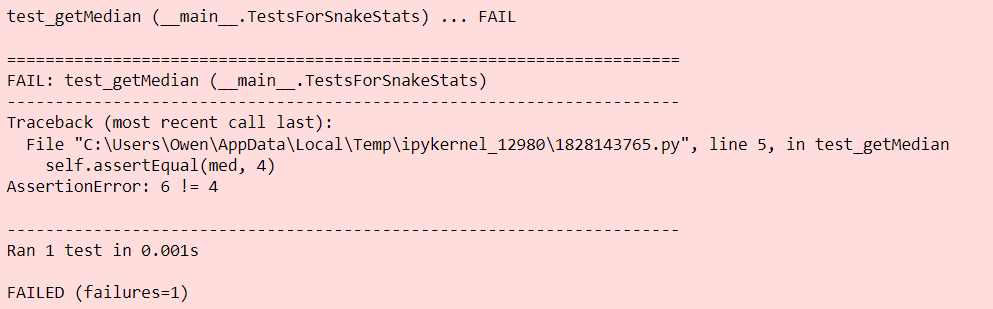 test_getMedian (__main__.TestsForSnakeStats) ... FAIL
======================================================================
FAIL: test_getMedian (__main__.TestsForSnakeStats)
----------------------------------------------------------------------
Traceback (most recent call last):
  File "C:\Users\Owen\AppData\Local\Temp\ipykernel_12980\1828143765.py", line 5, in test_getMedian
    self.assertEqual(med, 4)
AssertionError: 6 != 4
----------------------------------------------------------------------
Ran 1 test in 0.001s
FAILED (failures=1)